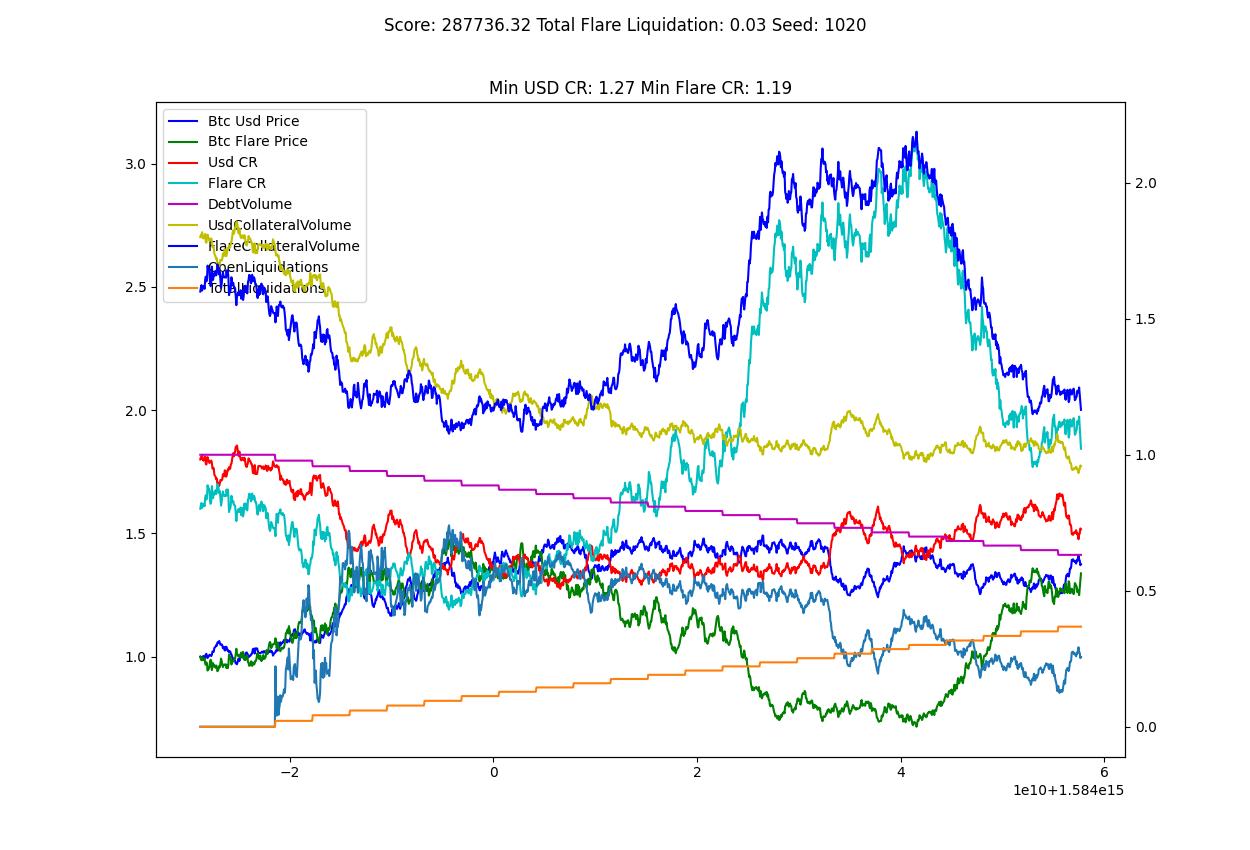 Score: 287736.32 Total Flare Liquidation: 0.03 Seed: 1020
Min USD CR: 1.27 Min Flare CR: 1.19
Btc Usd Price
Btc Flare Price
Usd CR
Flare CR
DebtVolume
UsdCollateralVolume
FlareCollateralVolume
OpenLiquidations
TotalLiquidations
3.0
2.5
2.0
1.5
1.0
2.0
1.5
1.0
0.5
0.0
−2
0
2
4
6
1e10+1.584e15